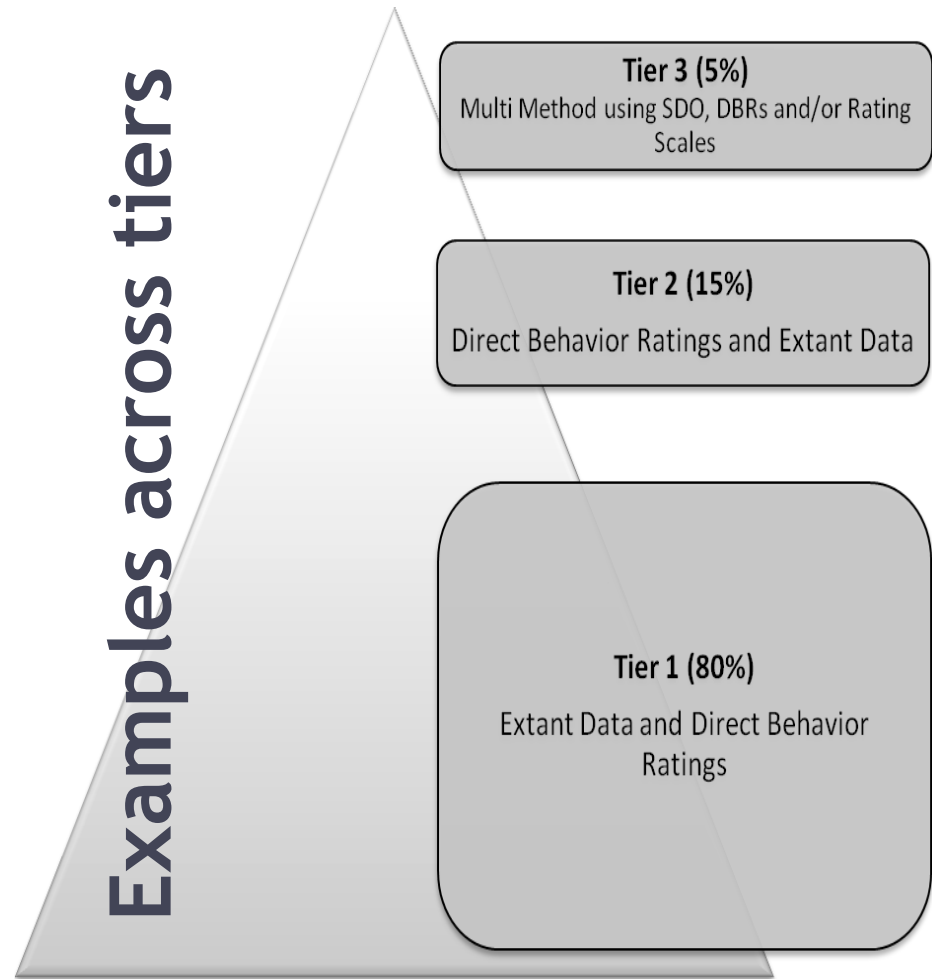 Examples across tiers
Tier 3 (5%)
Multi Method using SDO, DBRs and/or Rating
Scales
Tier 2 (15%)
Direct Behavior Ratings and Extant Data
Tier 1 (80%)
Extant Data and Direct Behavior
Ratings